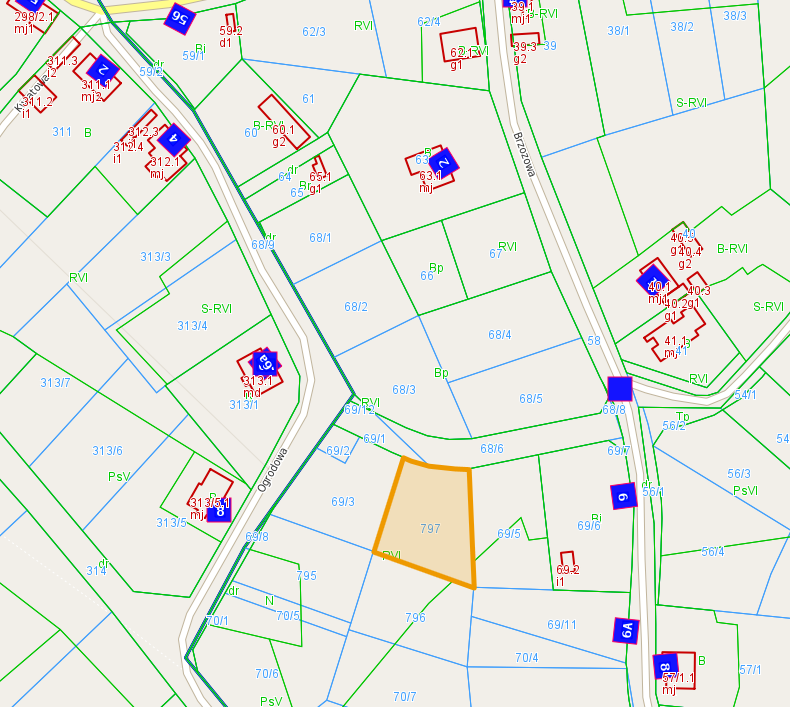 298/2.1
mj1
56
59.2
d1
Bi
59/1
62/3
RVI
62/4
62.1
g1
39.1
mj1
B-RVI
39.3
g2
39
38/1
38/2
38/3
S-RVI
311.3
311.1
mj2
2
311.2
i1
311
B
dr
59/2
312.3
312.4
i1
4
312.1
mj
61
B-RVI
60
60.1
g2
dr
64
65
65.1
g1
Brzozowa
B
63
63.1
mj
2
dr
68/9
68/1
313/3
RVI
S-RVI
313/4
68/2
66
Bp
67
RVI
40
40.4
g2
B-RVI
40.1
mj1
40.2
g1
40.3
g1
41.1
mj
41
S-RVI
58
68/4
Bp
68/3
68/5
RVI
54/1
68/8
Tp
56/2
313/7
313.1
md
313/1
RVI
69/12
69/1
69/2
68/6
69/7
313/6
PsV
Ogrodowa
313/5.1
mj
8
313/5
69/3
797
RVI
69/5
Bi
69/6
69.2
i1
9
dr
56/1
56/3
PsVI
56/4
54
69/8
dr
314
795
dr
N
70/5
70/1
796
69/11
9A
70/4
70/6
PsV
70/7
57/1.1
mj
B
57/1